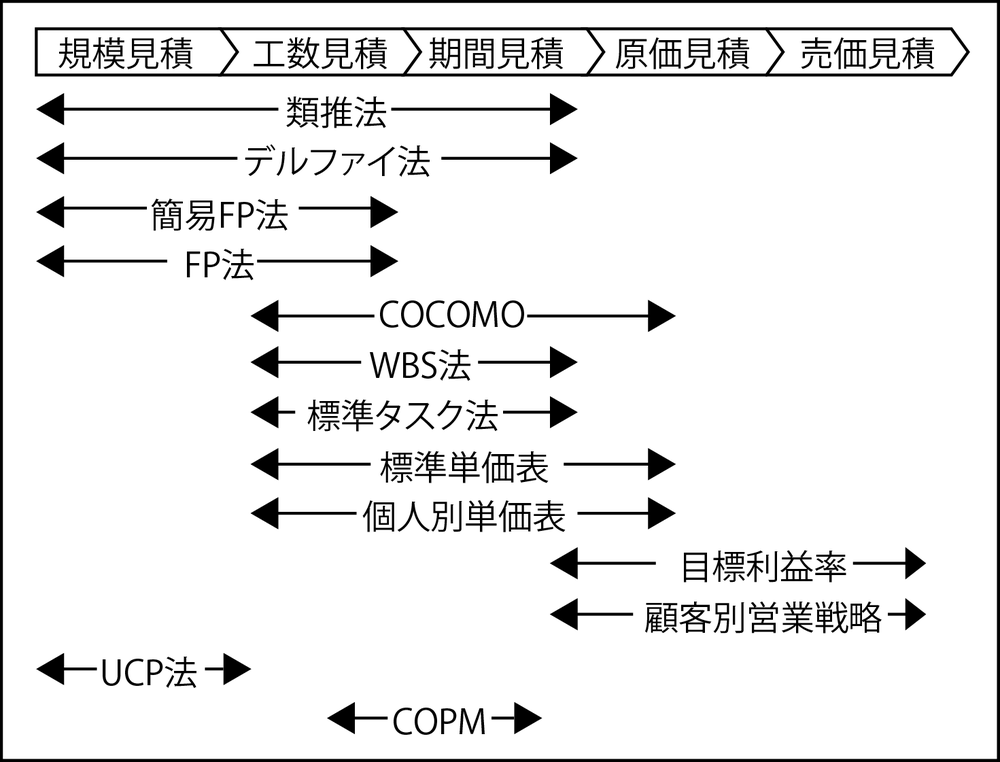 規模見積 工数見積 期間見積 原価見積 売価見積
類推法
デルファイ法
簡易FP法
FP法
COCOMO
WBS法
標準タスク法
標準単価表
個人別単価表
目標利益率
顧客別営業戦略
UCP法
COPM